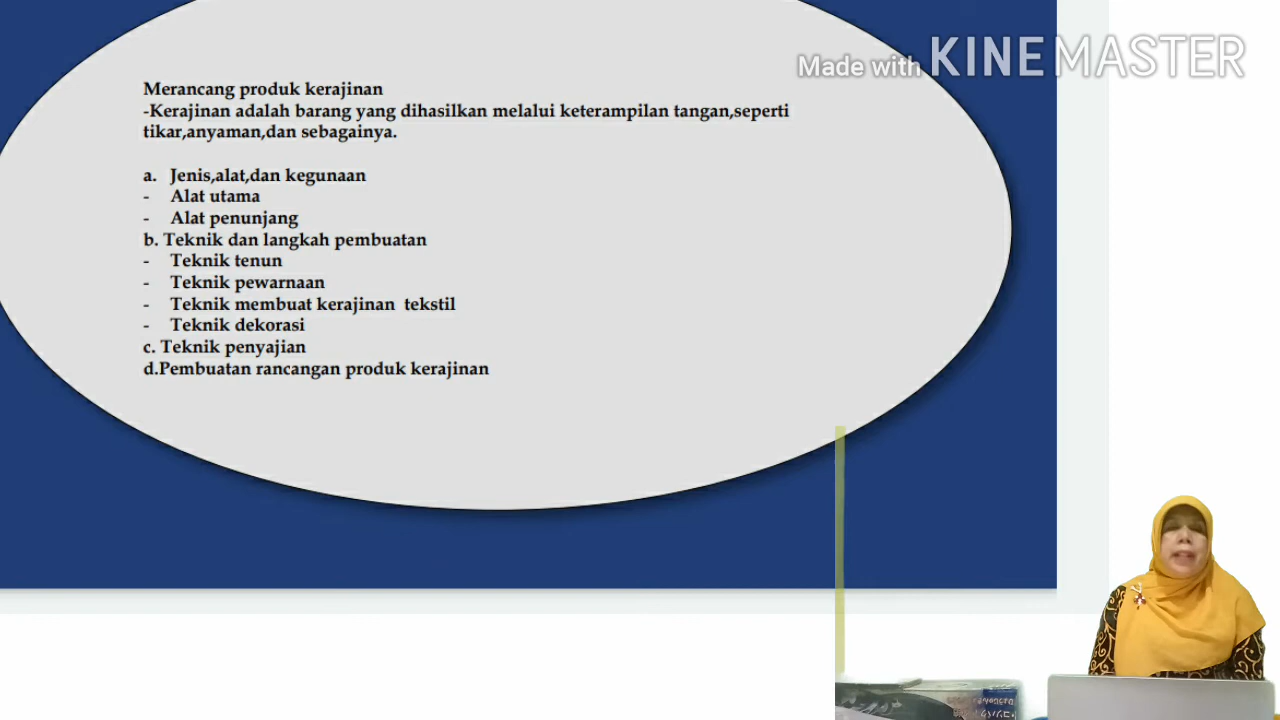 Made with KINEMASTER
Merancang produk kerajinan
-Kerajinan adalah barang yang dihasilkan melalui keterampilan tangan,seperti
tikar,anyaman,dan sebagainya.
a. Jenis,alat,dan kegunaan
- Alat utama
- Alat penunjang
b. Teknik dan langkah pembuatan
- Teknik tenun
- Teknik pewarnaan
- Teknik membuat kerajinan tekstil
- Teknik dekorasi
c. Teknik penyajian
d.Pembuatan rancangan produk kerajinan